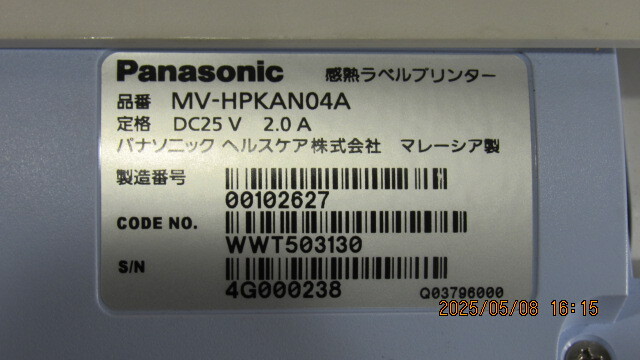 Panasonic 感熱ラベルプリンター
品番 MV-HPKAN04A
定格 DC25V 2.0A
パナソニック ヘルスケア株式会社 マレーシア製
製造番号
00102627
CODE NO.
WWT503130
S/N
4G000238 Q03796000
2025/05/08 16:15